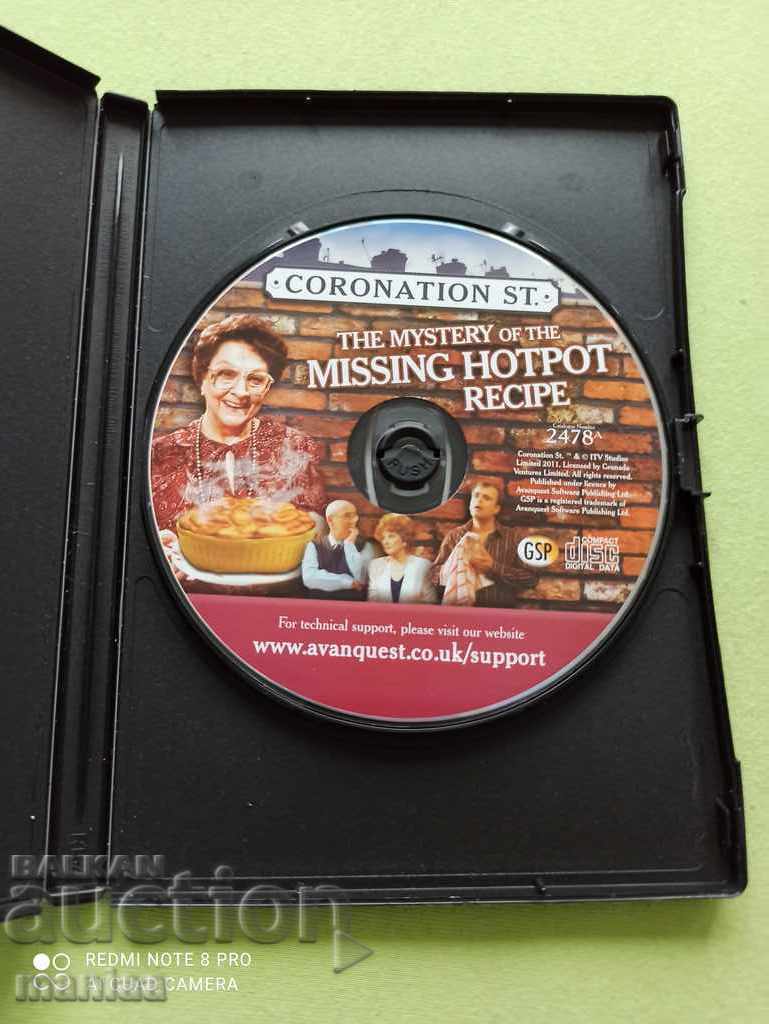 CORONATION ST.
THE MYSTERY OF THE
MISSING HOTPOT
RECIPE
Catalogue Number
2478A
Coronation St. ™ & © ITV Studios
Limited 2011. Licensed by Granada
Ventures Limited. All rights reserved.
Published under licence by
Avanquest Software Publishing Ltd.
GSP is a registered trademark of
Avanquest Software Publishing Ltd.
PUSH
GSP
COMPACT
disc
DIGITAL DATA
For technical support, please visit our website
www.avanquest.co.uk/support
BALKAN
auction
REDMI NOTE 8 PRO
AI QUAD CAMERA